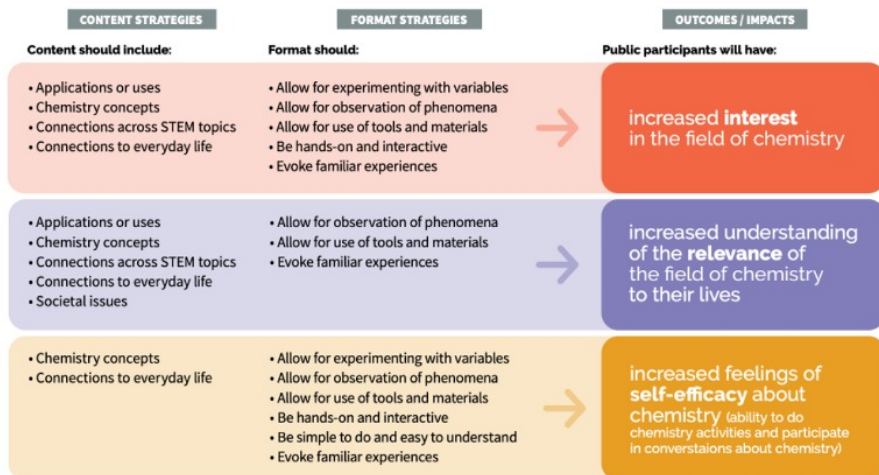 CONTENT STRATEGIES
FORMAT STRATEGIES
OUTCOMES / IMPACTS
Content should include:
Format should:
Public participants will have:
• Applications or uses
• Chemistry concepts
• Connections across STEM topics
• Connections to everyday life
• Allow for experimenting with variables
• Allow for observation of phenomena
• Allow for use of tools and materials
• Be hands-on and interactive
• Evoke familiar experiences
increased interest
in the field of chemistry
• Applications or uses
• Chemistry concepts
• Connections across STEM topics
• Connections to everyday life
• Societal issues
• Allow for observation of phenomena
• Allow for use of tools and materials
• Evoke familiar experiences
increased understanding
of the relevance of
the field of chemistry
to their lives
• Chemistry concepts
• Connections to everyday life
• Allow for experimenting with variables
• Allow for observation of phenomena
• Allow for use of tools and materials
• Be hands-on and interactive
• Be simple to do and easy to understand
• Evoke familiar experiences
increased feelings of
self-efficacy about
chemistry (ability to do
chemistry activities and participate
in converstaions about chemistry)